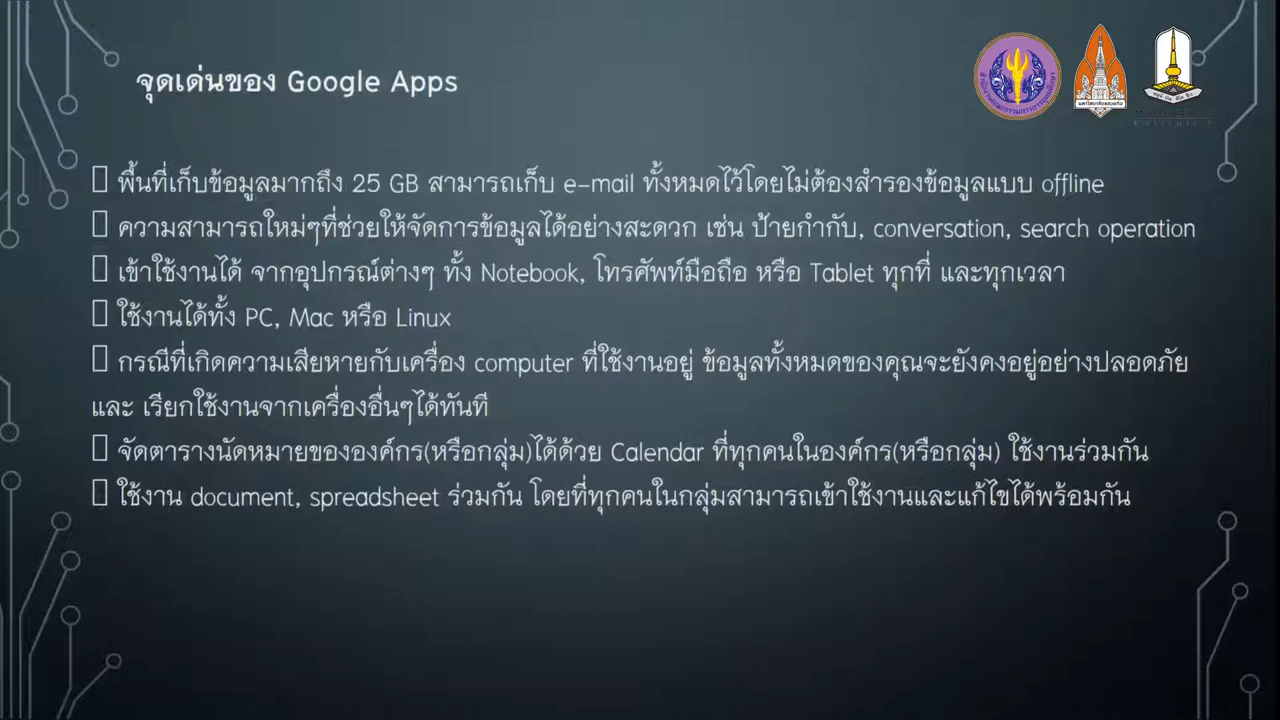 จุดเด่นของ Google Apps
พื้นที่เก็บข้อมูลมากถึง 25 GB สามารถเก็บ e-mail ทั้งหมดไว้โดยไม่ต้องสำรองข้อมูลแบบ offline
ความสามารถใหม่ๆที่ช่วยให้จัดการข้อมูลได้อย่างสะดวก เช่น ป้ายกำกับ, conversation, search operation
เข้าใช้งานได้ จากอุปกรณ์ต่างๆ ทั้ง Notebook, โทรศัพท์มือถือ หรือ Tablet ทุกที่ และทุกเวลา
ใช้งานได้ทั้ง PC, Mac หรือ Linux
กรณีที่เกิดความเสียหายกับเครื่อง computer ที่ใช้งานอยู่ ข้อมูลทั้งหมดของคุณจะยังคงอยู่อย่างปลอดภัย
และ เรียกใช้งานจากเครื่องอื่นๆได้ทันที
จัดตารางนัดหมายขององค์กร(หรือกลุ่ม)ได้ด้วย Calendar ที่ทุกคนในองค์กร(หรือกลุ่ม) ใช้งานร่วมกัน
ใช้งาน document, spreadsheet ร่วมกัน โดยที่ทุกคนในกลุ่มสามารถเข้าใช้งานและแก้ไขได้พร้อมกัน